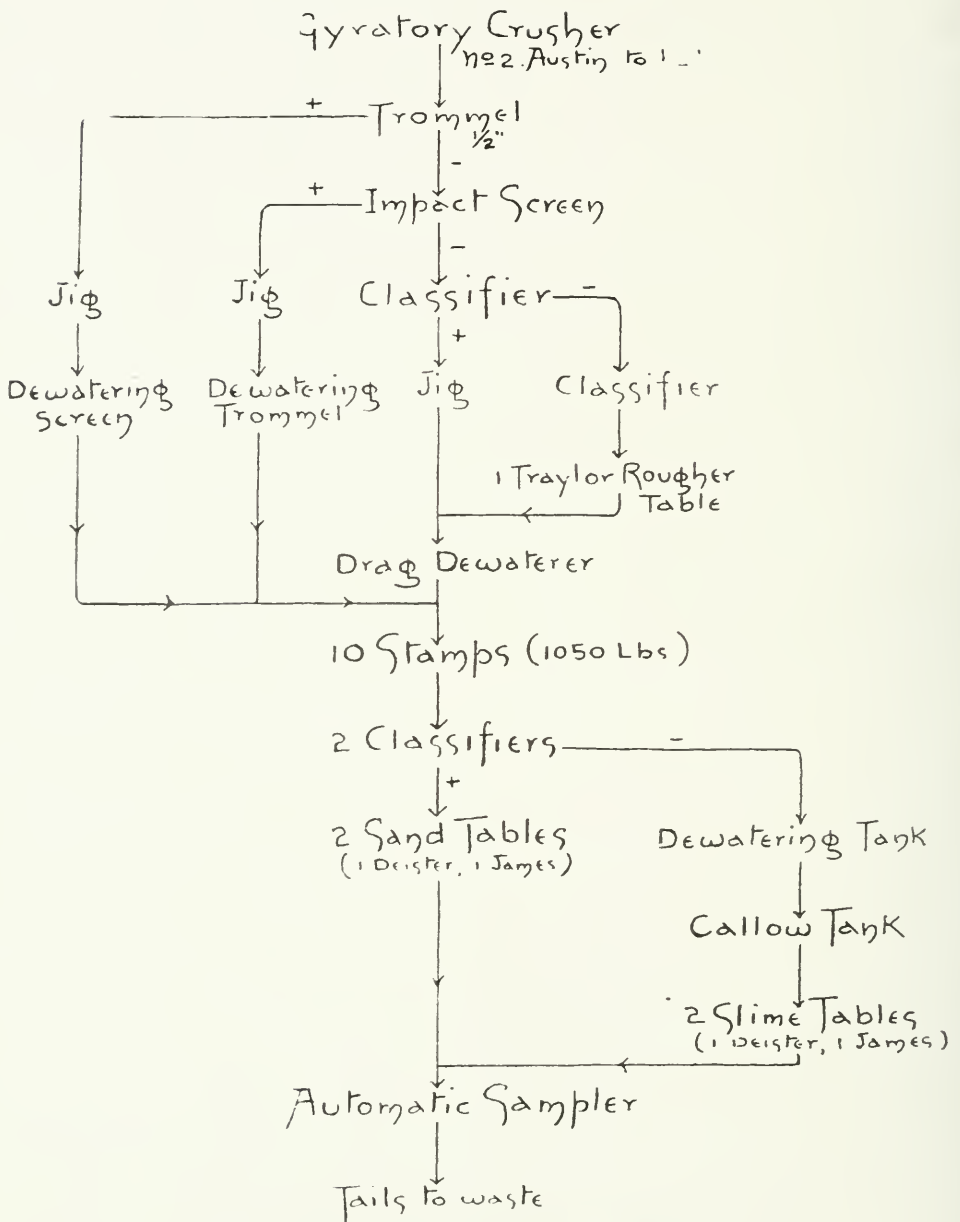 Gyratory Crusher
No 2. Austin to 1
+
Trommel
1/2"
-
+
Impact Screen
-
Jig
Jig
Classifier
-
+
Dewatering
Screen
Dewatering
Trommel
Jig
Classifier
1 Traylor Rougher
Table
Drag Dewaterer
10 Stamps (1050 Lbs)
2 Classifiers
-
+
2 Sand Tables
(1 Deister, 1 James)
Dewatering Tank
Callow Tank
2 Slime Tables
(1 Deister, 1 James)
Automatic Sampler
Tails to waste